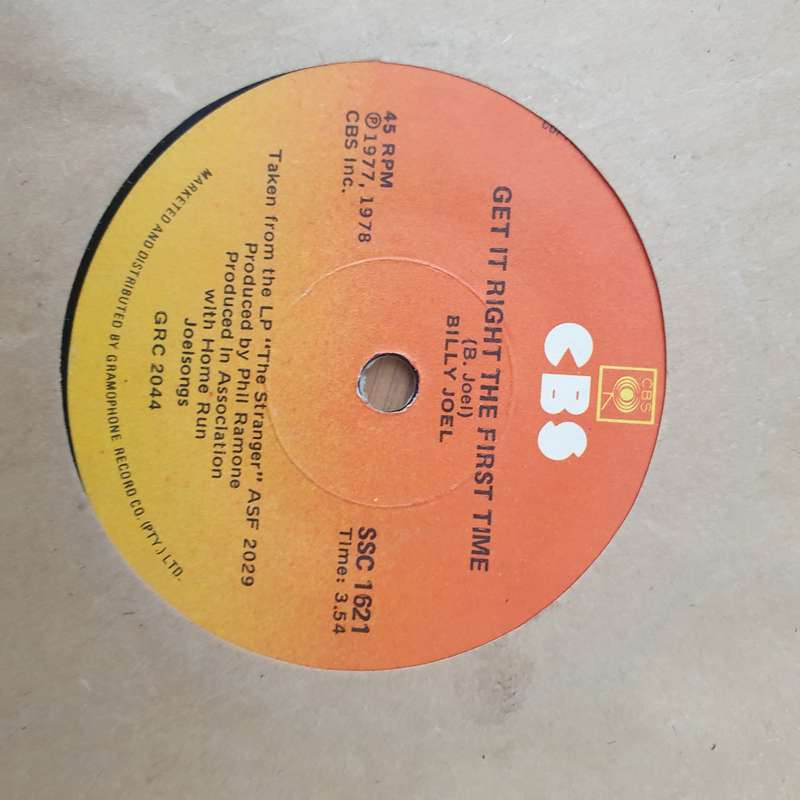 CBS
CBS
GET IT RIGHT THE FIRST TIME
(B. Joel)
BILLY JOEL
45 RPM
℗1977, 1978
CBS Inc.
SSC 1621
Time: 3.54
Taken from the LP "The Stranger" ASF 2029
Produced by Phil Ramone
Produced in Association
with Home Run
Joelsongs
GRC 2044
MARKETED AND DISTRIBUTED BY GRAMOPHONE RECORD CO. (PTY.) LTD.